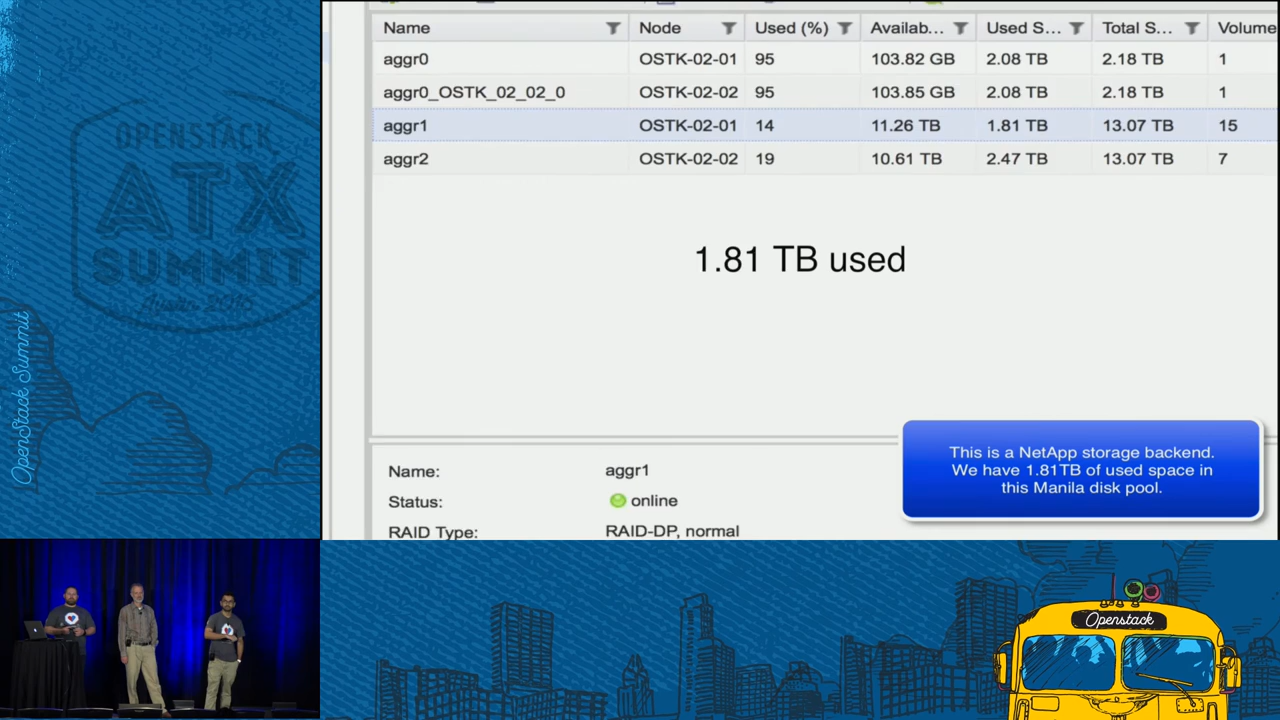 OPENSTACK
ATX
SUMMIT
Austin 2016
OpenStack Summit
Name Node Used (%) Availab... Used S... Total S... Volume
aggr0 OSTK-02-01 95 103.82 GB 2.08 TB 2.18 TB 1
aggr0_OSTK_02_02_0 OSTK-02-02 95 103.85 GB 2.08 TB 2.18 TB 1
aggr1 OSTK-02-01 14 11.26 TB 1.81 TB 13.07 TB 15
aggr2 OSTK-02-02 19 10.61 TB 2.47 TB 13.07 TB 7
1.81 TB used
This is a NetApp storage backend.
We have 1.81TB of used space in
this Manila disk pool.
Name: aggr1
Status: online
RAID Type: RAID-DP, normal
Openstack